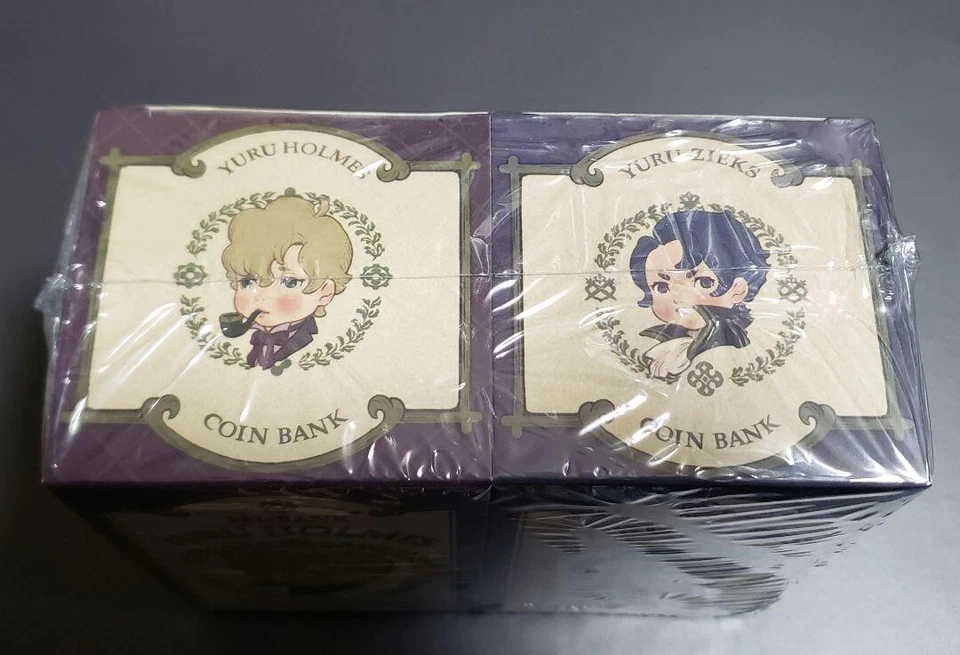 YURU HOLMES
COIN BANK
YURU ZIEKS
COIN BANK